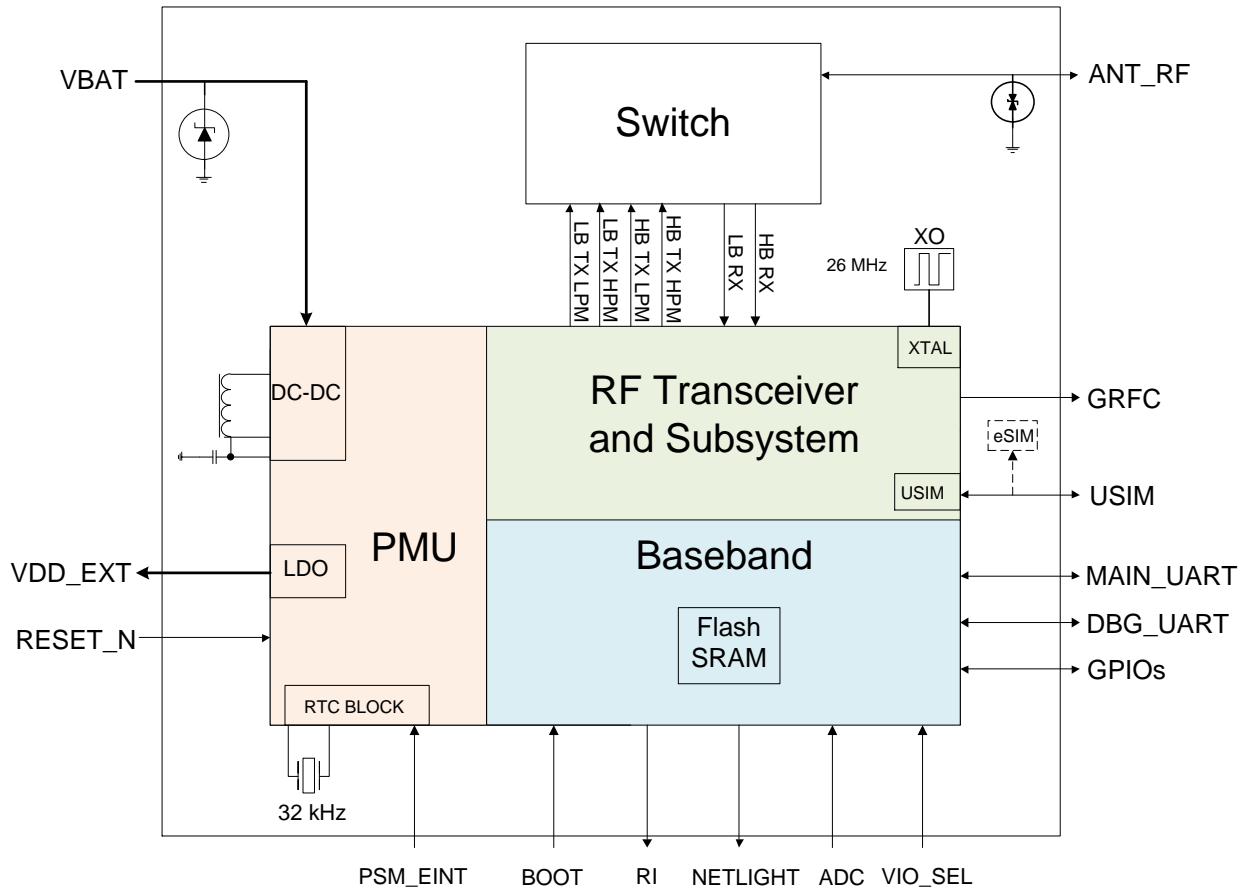 VBAT
ANT_RF
Switch
LB TX LPM
LB TX HPM
HB TX LPM
HB TX HPM
LB RX
HB RX
XO
26 MHz
XTAL
DC-DC
RF Transceiver
and Subsystem
GRFC
eSIM
USIM
USIM
PMU
Baseband
LDO
VDD_EXT
MAIN_UART
Flash
SRAM
DBG_UART
RESET_N
GPIOs
RTC BLOCK
32 kHz
PSM_EINT
BOOT
RI
NETLIGHT
ADC
VIO_SEL